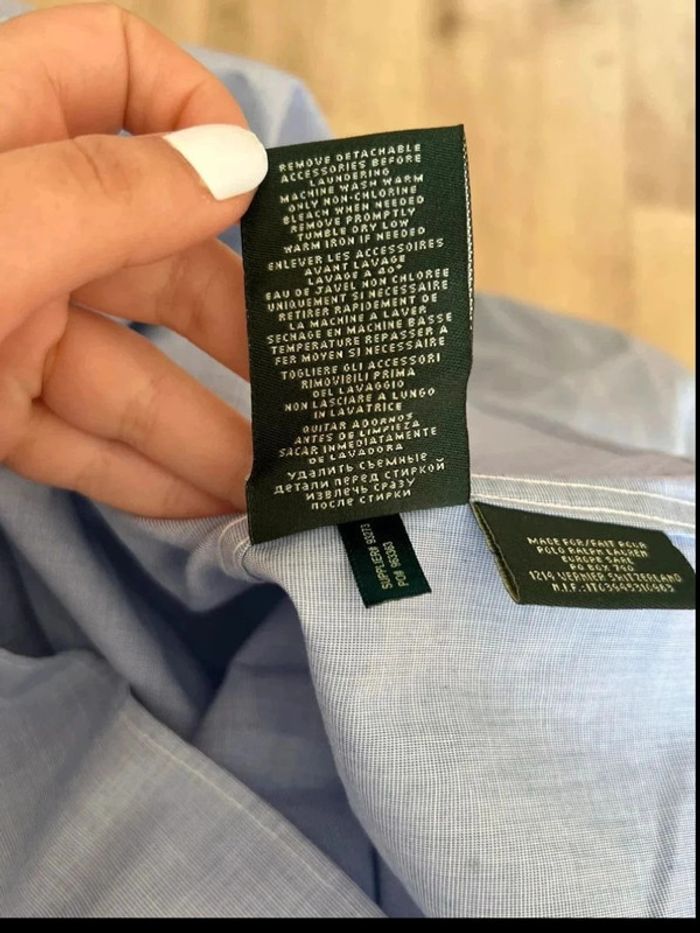 REMOVE DETACHABLE
ACCESSORIES BEFORE
LAUNDERING
MACHINE WASH WARM
ONLY NON-CHLORINE
BLEACH WHEN NEEDED
REMOVE PROMPTLY
TUMBLE DRY LOW
WARM IRON IF NEEDED
ENLEVER LES ACCESSOIRES
AVANT LAVAGE
LAVAGE A 40°
EAU DE JAVEL NON CHLOREE
UNIQUEMENT SI NECESSAIRE
RETIRER RAPIDEMENT DE
LA MACHINE A LAVER
SECHAGE EN MACHINE BASSE
TEMPERATURE REPASSER A
FER MOYEN SI NECESSAIRE
TOGLIERE GLI ACCESSORI
RIMOVIBILI PRIMA
DEL LAVAGGIO
NON LASCIARE A LUNGO
IN LAVATRICE
QUITAR ADORNOS
ANTES DE LIMPIEZA
SACAR INMEDIATAMENTE
DE LAVADORA
УДАЛИТЬ СЪЕМНЫЕ
ДЕТАЛИ ПЕРЕД СТИРКОЙ
ИЗВЛЕЧЬ СРАЗУ
ПОСЛЕ СТИРКИ
SUPPLIER# 93273
PO# 963363
MADE FOR/FAIT POUR
POLO RALPH LAUREN
EUROPE SARL
PO BOX
1214 VERNIER SWITZERLAND
N.I.F.: